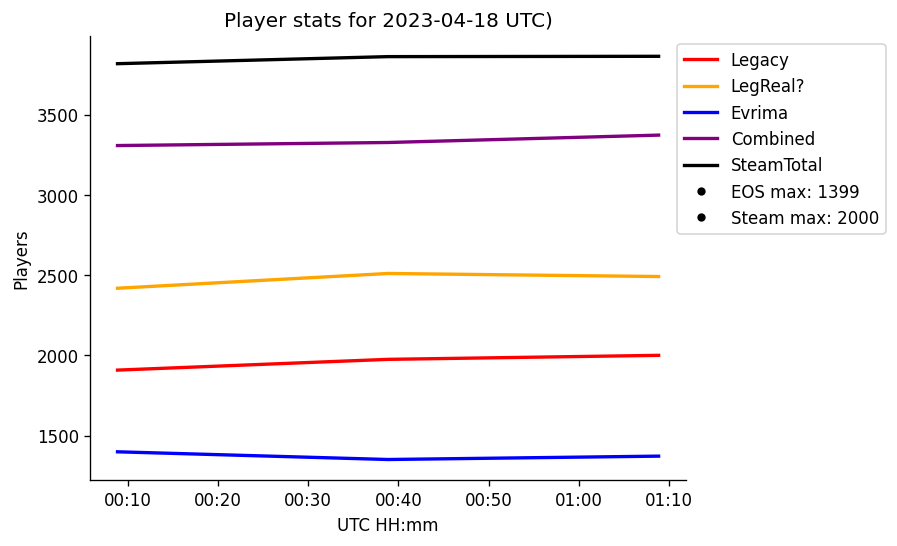 Player stats for 2023-04-18 UTC)
Legacy
LegReal?
Evrima
Combined
SteamTotal
EOS max: 1399
Steam max: 2000
Players
3500
3000
2500
2000
1500
00:10 00:20 00:30 00:40 00:50 01:00 01:10
UTC HH:mm